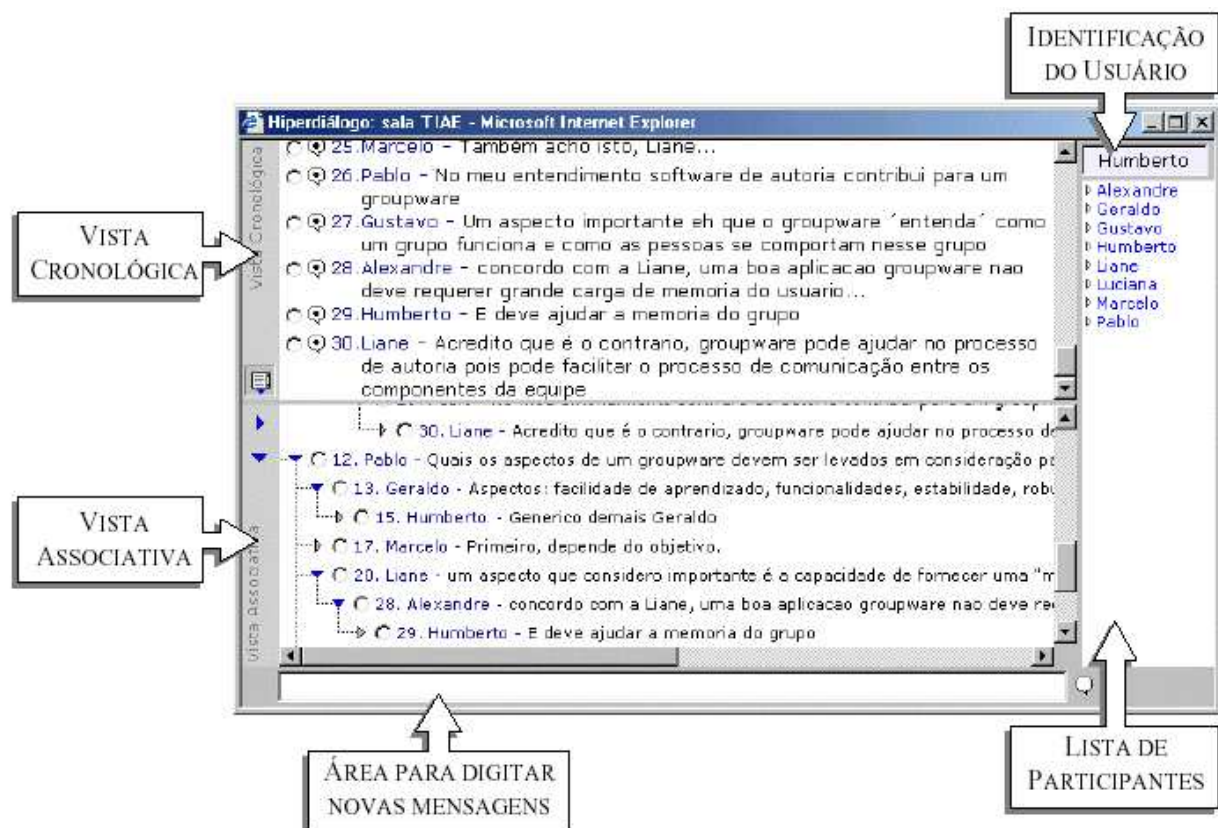 IDENTIFICAÇÃO
DO USUÁRIO
Hiperdiálogo: sala TIAE - Microsoft Internet Explorer
Humberto
Alexandre
Geraldo
Gustavo
Humberto
Liane
Luciana
Marcelo
Pablo
VISTA
CRONOLÓGICA
Vista Cronológica
25. Marcelo - Também acho isto, Liane...
26. Pablo - No meu entendimento software de autoria contribui para um
groupware
27. Gustavo - Um aspecto importante eh que o groupware ´entenda´ como
um grupo funciona e como as pessoas se comportam nesse grupo
28. Alexandre - concordo com a Liane, uma boa aplicacao groupware nao
deve requerer grande carga de memoria do usuario...
29. Humberto - E deve ajudar a memoria do grupo
30. Liane - Acredito que é o contrario, groupware pode ajudar no processo
de autoria pois pode facilitar o processo de comunicação entre os
componentes da equipe
VISTA
ASSOCIATIVA
Vista Associativa
30. Liane - Acredito que é o contrario, groupware pode ajudar no processo de
12. Pablo - Quais os aspectos de um groupware devem ser levados em consideração pa
13. Geraldo - Aspectos: facilidade de aprendizado, funcionalidades, estabilidade, robu
15. Humberto - Generico demais Geraldo
17. Marcelo - Primeiro, depende do objetivo.
20. Liane - um aspecto que considero importante é a capacidade de fornecer uma "m
28. Alexandre - concordo com a Liane, uma boa aplicacao groupware nao deve req
29. Humberto - E deve ajudar a memoria do grupo
ÁREA PARA DIGITAR
NOVAS MENSAGENS
LISTA DE
PARTICIPANTES